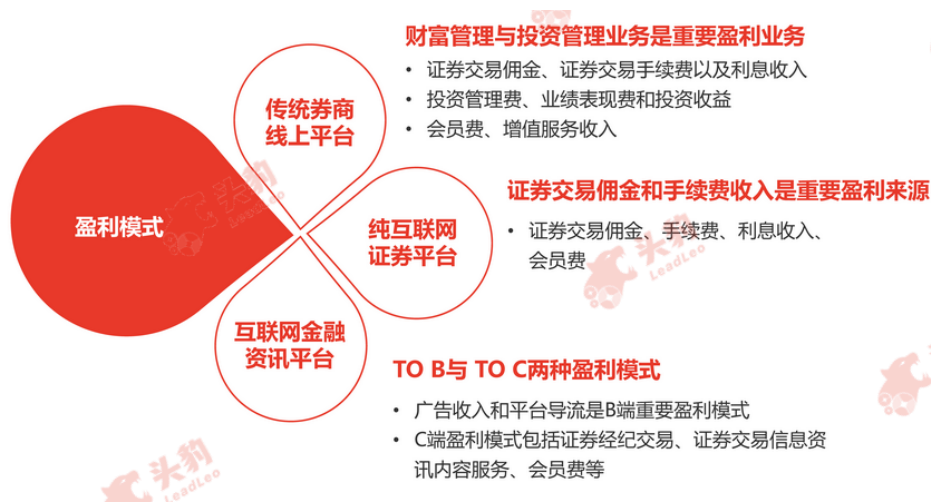 财富管理与投资管理业务是重要盈利业务
• 证券交易佣金、证券交易手续费以及利息收入
• 投资管理费、业绩表现费和投资收益
• 会员费、增值服务收入
传统券商
线上平台
盈利模式
证券交易佣金和手续费收入是重要盈利来源
• 证券交易佣金、手续费、利息收入、
会员费
纯互联网
证券平台
互联网金融
资讯平台
TO B与 TO C两种盈利模式
• 广告收入和平台导流是B端重要盈利模式
• C端盈利模式包括证券经纪交易、证券交易信息资
讯内容服务、会员费等
头豹
头豹
LeadLeo
头豹
LeadLeo